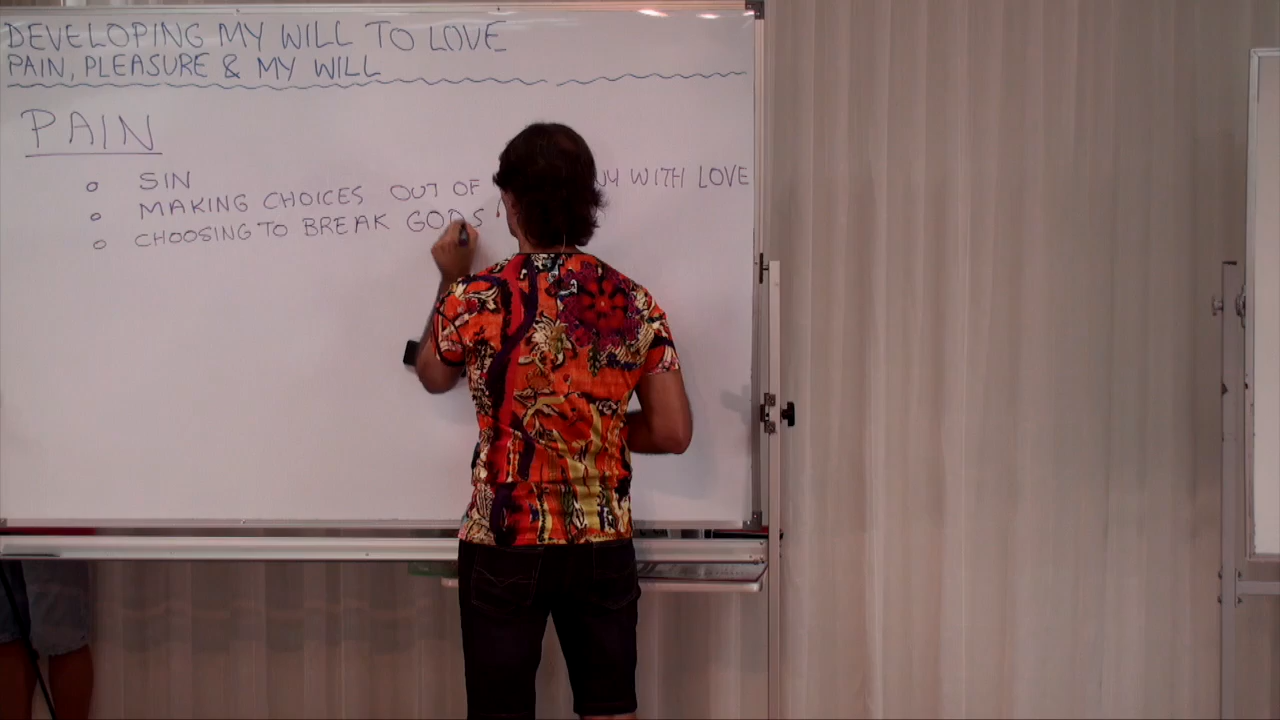 DEVELOPING MY WILL TO LOVE
PAIN, PLEASURE & MY WILL
PAIN
SIN
MAKING CHOICES OUT OF WITH LOVE
CHOOSING TO BREAK GODS